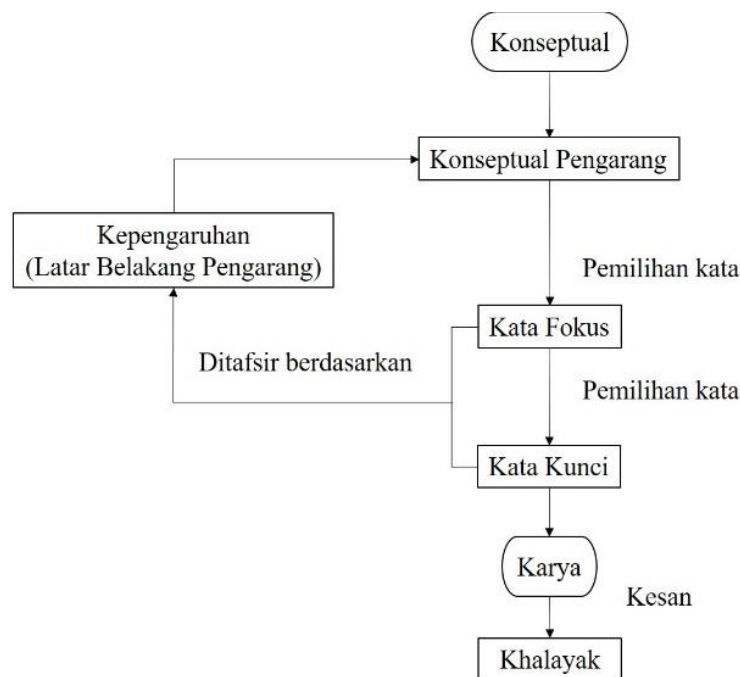 Konseptual
Konseptual Pengarang
Kepengaruhan
(Latar Belakang Pengarang)
Pemilihan kata
Kata Fokus
Ditafsir berdasarkan
Pemilihan kata
Kata Kunci
Karya
Kesan
Khalayak